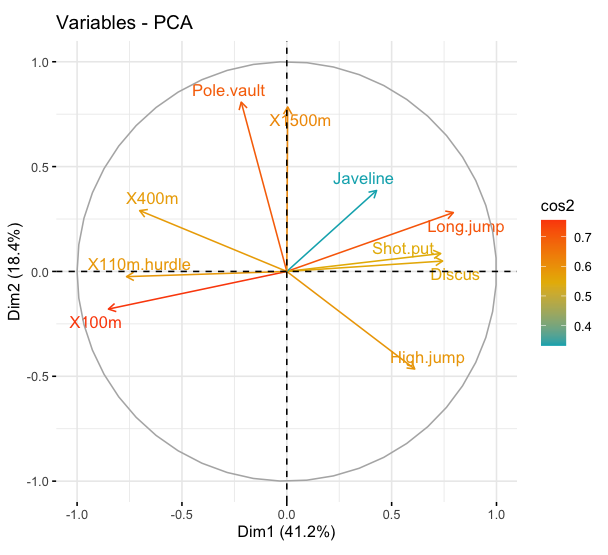 Variables - PCA
1.0
0.5
0.0
-0.5
-1.0
Dim2 (18.4%)
Pole.vault
X1500m
Javeline
X400m
Long.jump
Shot.put
X110m.hurdle
Discus
X100m
High.jump
-1.0 -0.5 0.0 0.5 1.0
Dim1 (41.2%)
cos2
0.7
0.6
0.5
0.4